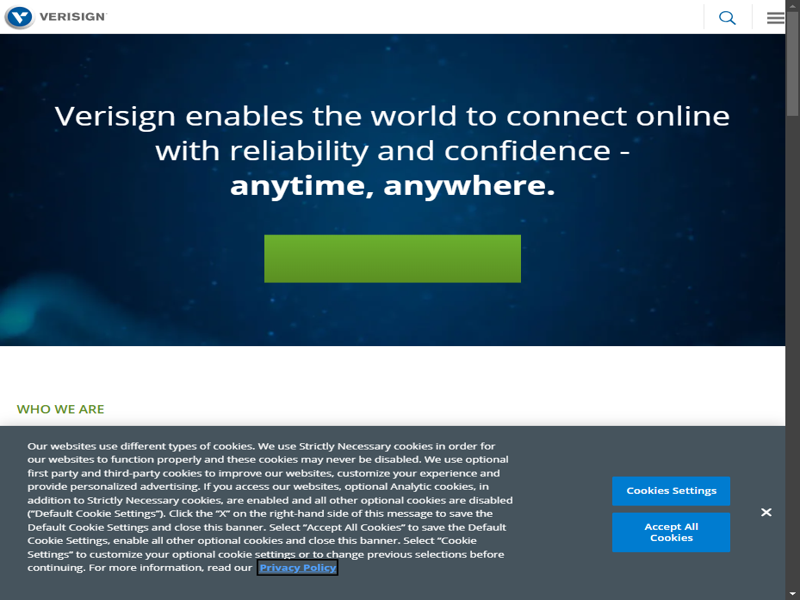 VERISIGN
Verisign enables the world to connect online
with reliability and confidence -
anytime, anywhere.
WHO WE ARE
Our websites use different types of cookies. We use Strictly Necessary cookies in order for
our websites to function properly and these cookies may never be disabled. We use optional
first party and third-party cookies to improve our websites, customize your experience and
provide personalized advertising. If you access our websites, optional Analytic cookies, in
addition to Strictly Necessary cookies, are enabled and all other optional cookies are disabled
("Default Cookie Settings"). Click the "X" on the right-hand side of this message to save the
Default Cookie Settings and close this banner. Select "Accept All Cookies" to save the Default
Cookie Settings, enable all other optional cookies and close this banner. Select "Cookie
Settings" to customize your optional cookie settings or to change previous selections before
continuing. For more information, read our Privacy Policy
Cookies Settings
Accept All
Cookies